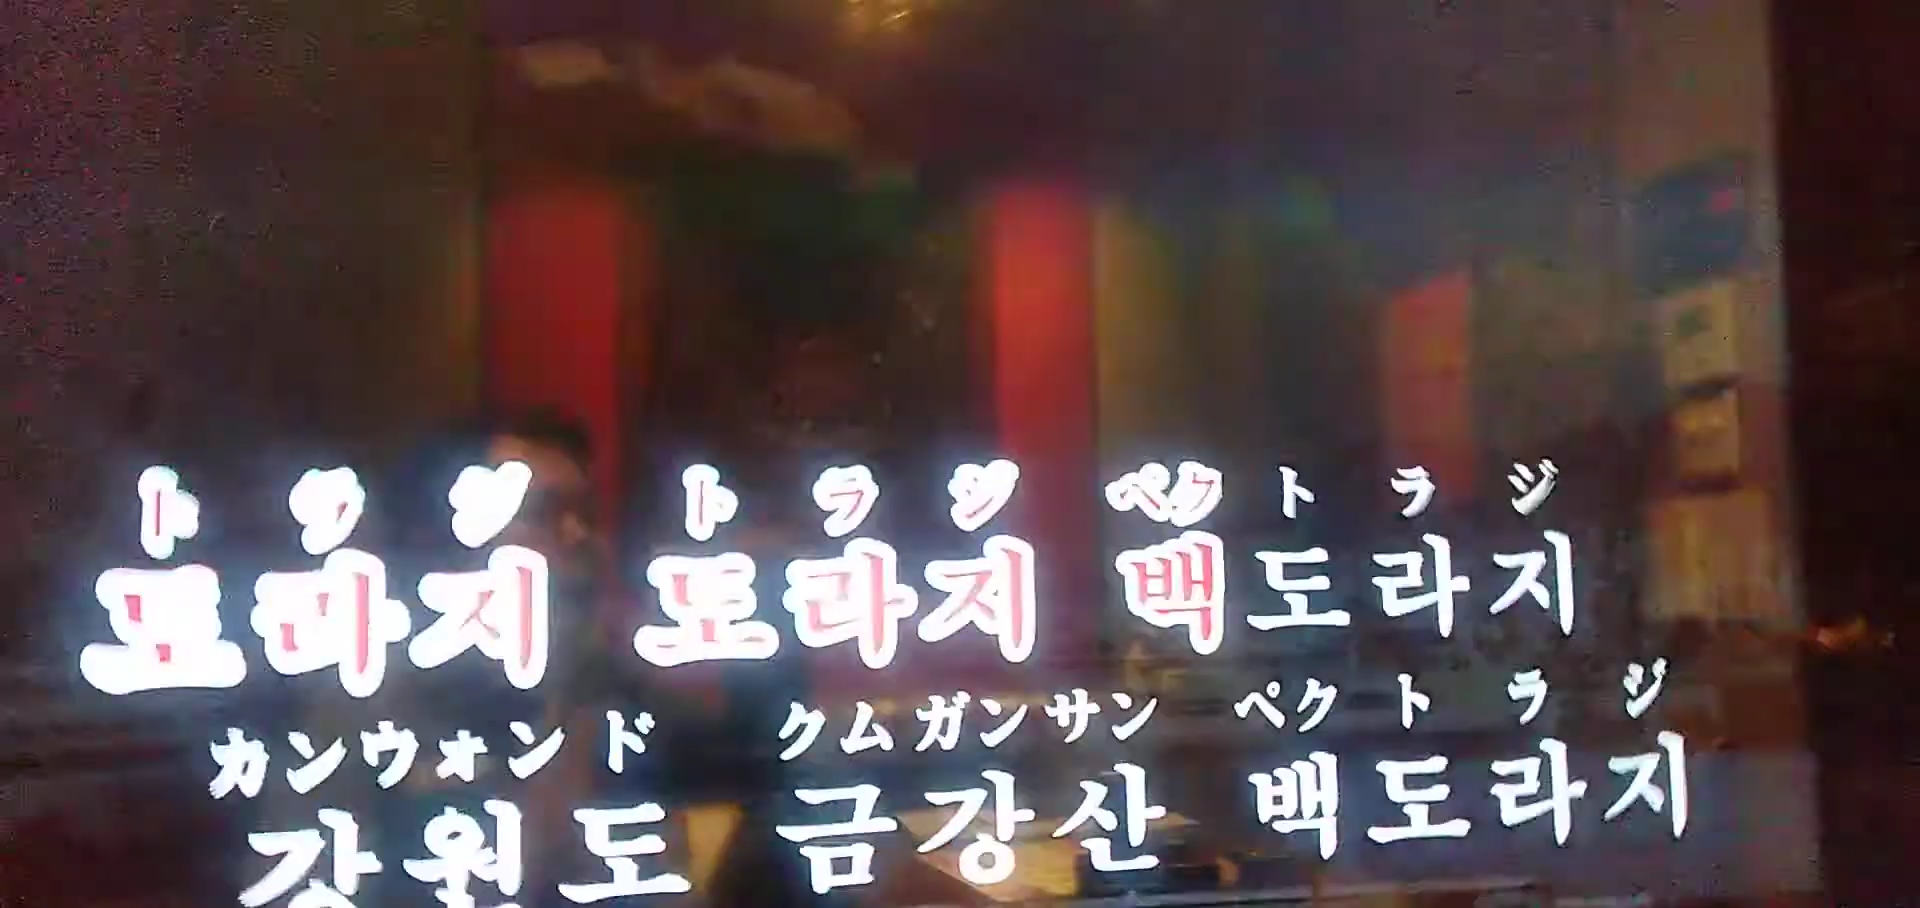 トラジ トラジ ペクトラジ
도라지 도라지 백도라지
カンウォンド クムガンサン ペクトラジ
강원도 금강산 백도라지